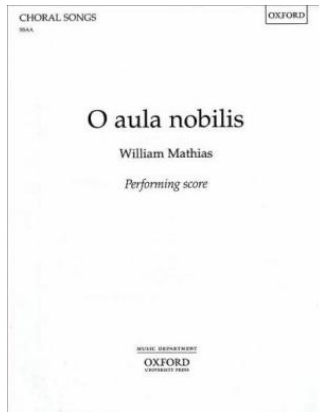 CHORAL SONGS
OXFORD
SSAA
O aula nobilis
William Mathias
Performing score
MUSIC DEPARTMENT
OXFORD
UNIVERSITY PRESS